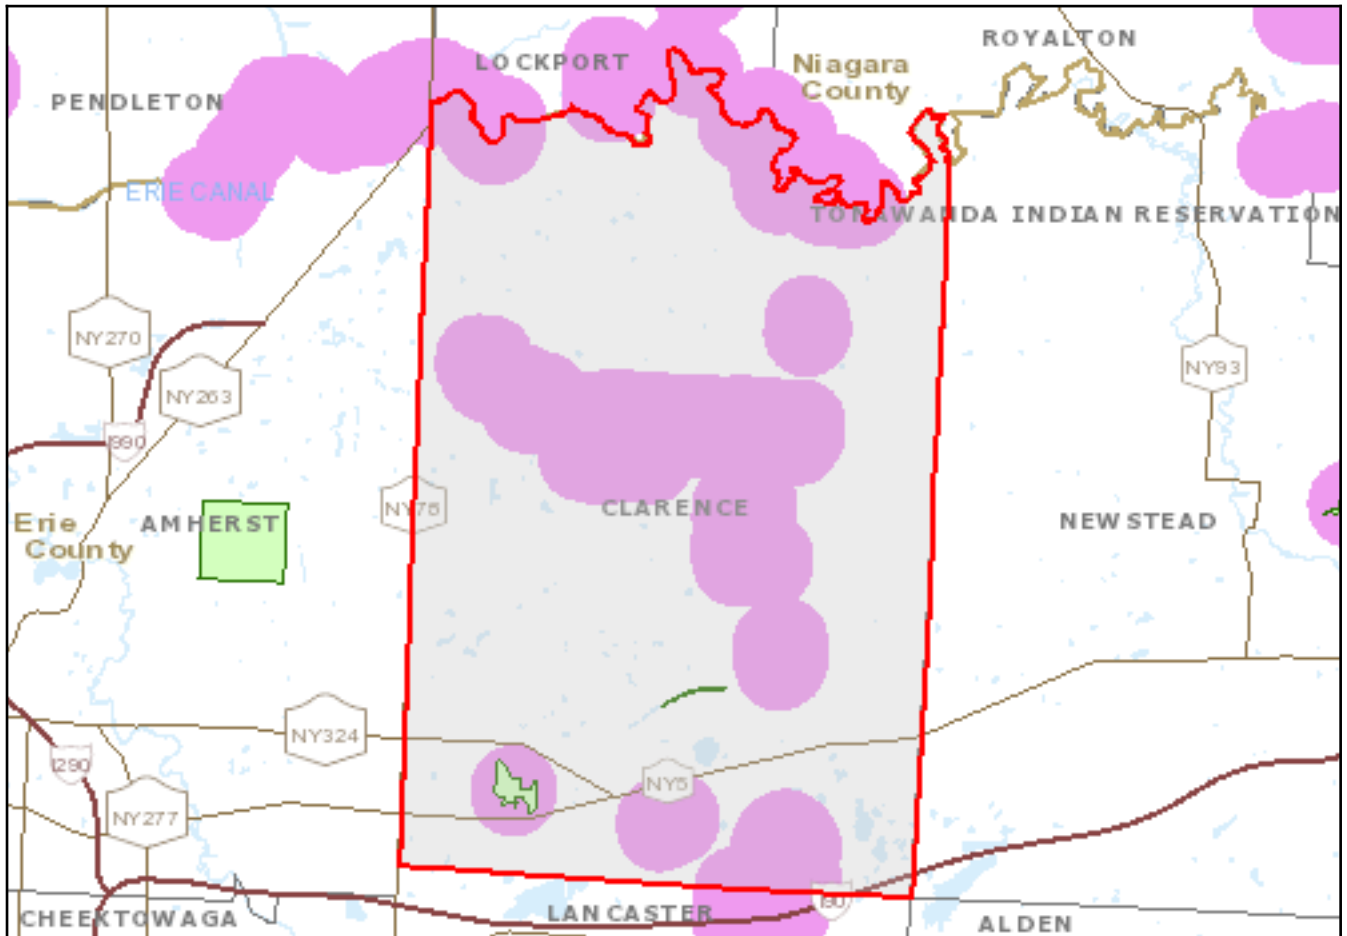 ROYALTON
LOCKPORT
Niagara
County
PENDLETON
ERIE CANAL
TONAWANDA INDIAN RESERVATION
NY270
NY93
NY263
990
CLARENCE
NY78
Erie
County
AMHERST
NEWSTEAD
NY324
I290
NY5
NY277
I90
LANCASTER
CHEEKTOWAGA
ALDEN